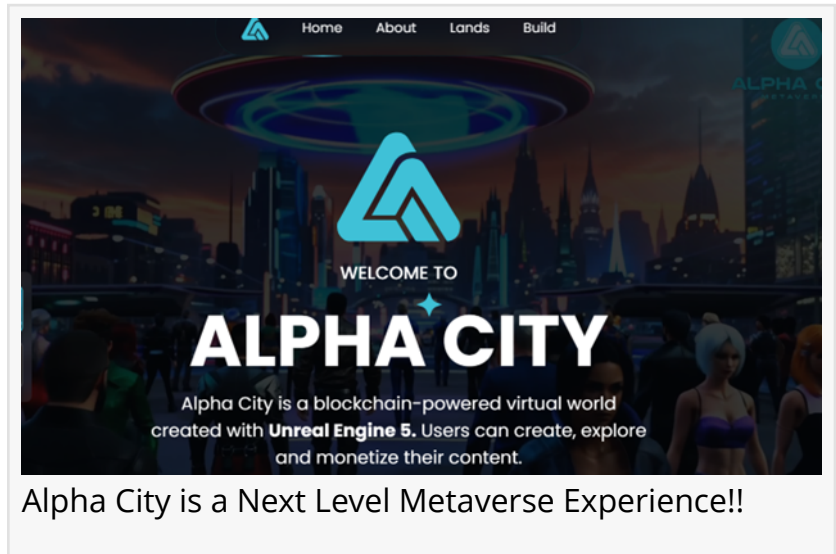 Home About Lands Build
ALPHA C
WELCOME TO
ALPHA CITY
Alpha City is a blockchain-powered virtual world
created with Unreal Engine 5. Users can create, explore
and monetize their content.
Alpha City is a Next Level Metaverse Experience!!